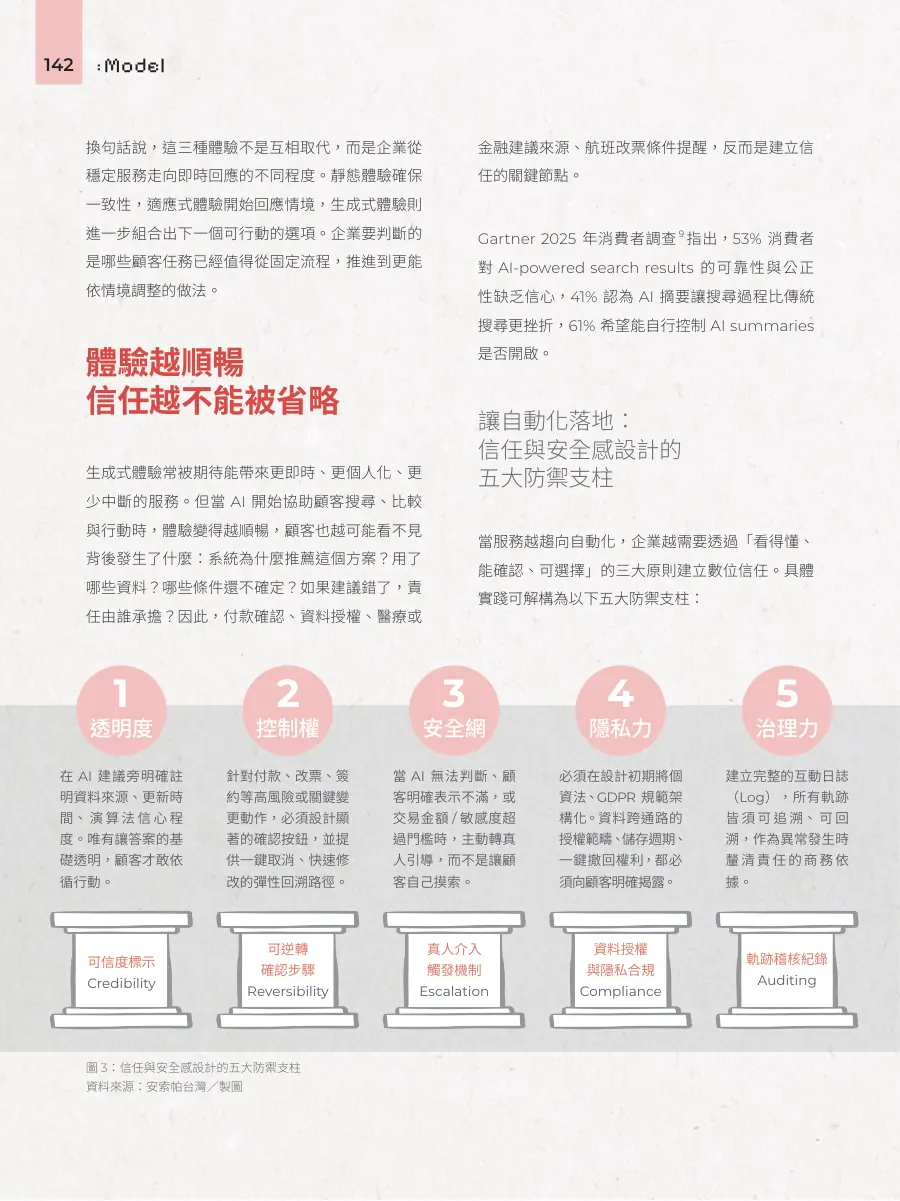 142
:Model
換句話說，這三種體驗不是互相取代，而是企業從
穩定服務走向即時回應的不同程度。靜態體驗確保
一致性，適應式體驗開始回應情境，生成式體驗則
進一步組合出下一個可行動的選項。企業要判斷的
是哪些顧客任務已經值得從固定流程，推進到更能
依情境調整的做法。
體驗越順暢
信任越不能被省略
生成式體驗常被期待能帶來更即時、更個人化、更
少中斷的服務。但當 AI 開始協助顧客搜尋、比較
與行動時，體驗變得越順暢，顧客也越可能看不見
背後發生了什麼：系統為什麼推薦這個方案？用了
哪些資料？哪些條件還不確定？如果建議錯了，責
任由誰承擔？因此，付款確認、資料授權、醫療或
金融建議來源、航班改票條件提醒，反而是建立信
任的關鍵節點。
Gartner 2025 年消費者調查⁹指出，53% 消費者
對 AI-powered search results 的可靠性與公正
性缺乏信心，41% 認為 AI 摘要讓搜尋過程比傳統
搜尋更挫折，61% 希望能自行控制 AI summaries
是否開啟。
讓自動化落地：
信任與安全感設計的
五大防禦支柱
當服務越趨向自動化，企業越需要透過「看得懂、
能確認、可選擇」的三大原則建立數位信任。具體
實踐可解構為以下五大防禦支柱：
1
透明度
在 AI 建議旁明確註
明資料來源、更新時
間、演算法信心程
度。唯有讓答案的基
礎透明，顧客才敢依
循行動。
可信度標示
Credibility
2
控制權
針對付款、改票、簽
約等高風險或關鍵變
更動作，必須設計顯
著的確認按鈕，並提
供一鍵取消、快速修
改的彈性回溯路徑。
可逆轉
確認步驟
Reversibility
3
安全網
當 AI 無法判斷、顧
客明確表示不滿，或
交易金額/敏感度超
過門檻時，主動轉真
人引導，而不是讓顧
客自己摸索。
真人介入
觸發機制
Escalation
4
隱私力
必須在設計初期將個
資法、GDPR 規範架
構化。資料跨通路的
授權範疇、儲存週期、
一鍵撤回權利，都必
須向顧客明確揭露。
資料授權
與隱私合規
Compliance
5
治理力
建立完整的互動日誌
（Log），所有軌跡
皆須可追溯、可回
溯，作為異常發生時
釐清責任的商務依
據。
軌跡稽核紀錄
Auditing
圖 3：信任與安全感設計的五大防禦支柱
資料來源：安索帕台灣／製圖